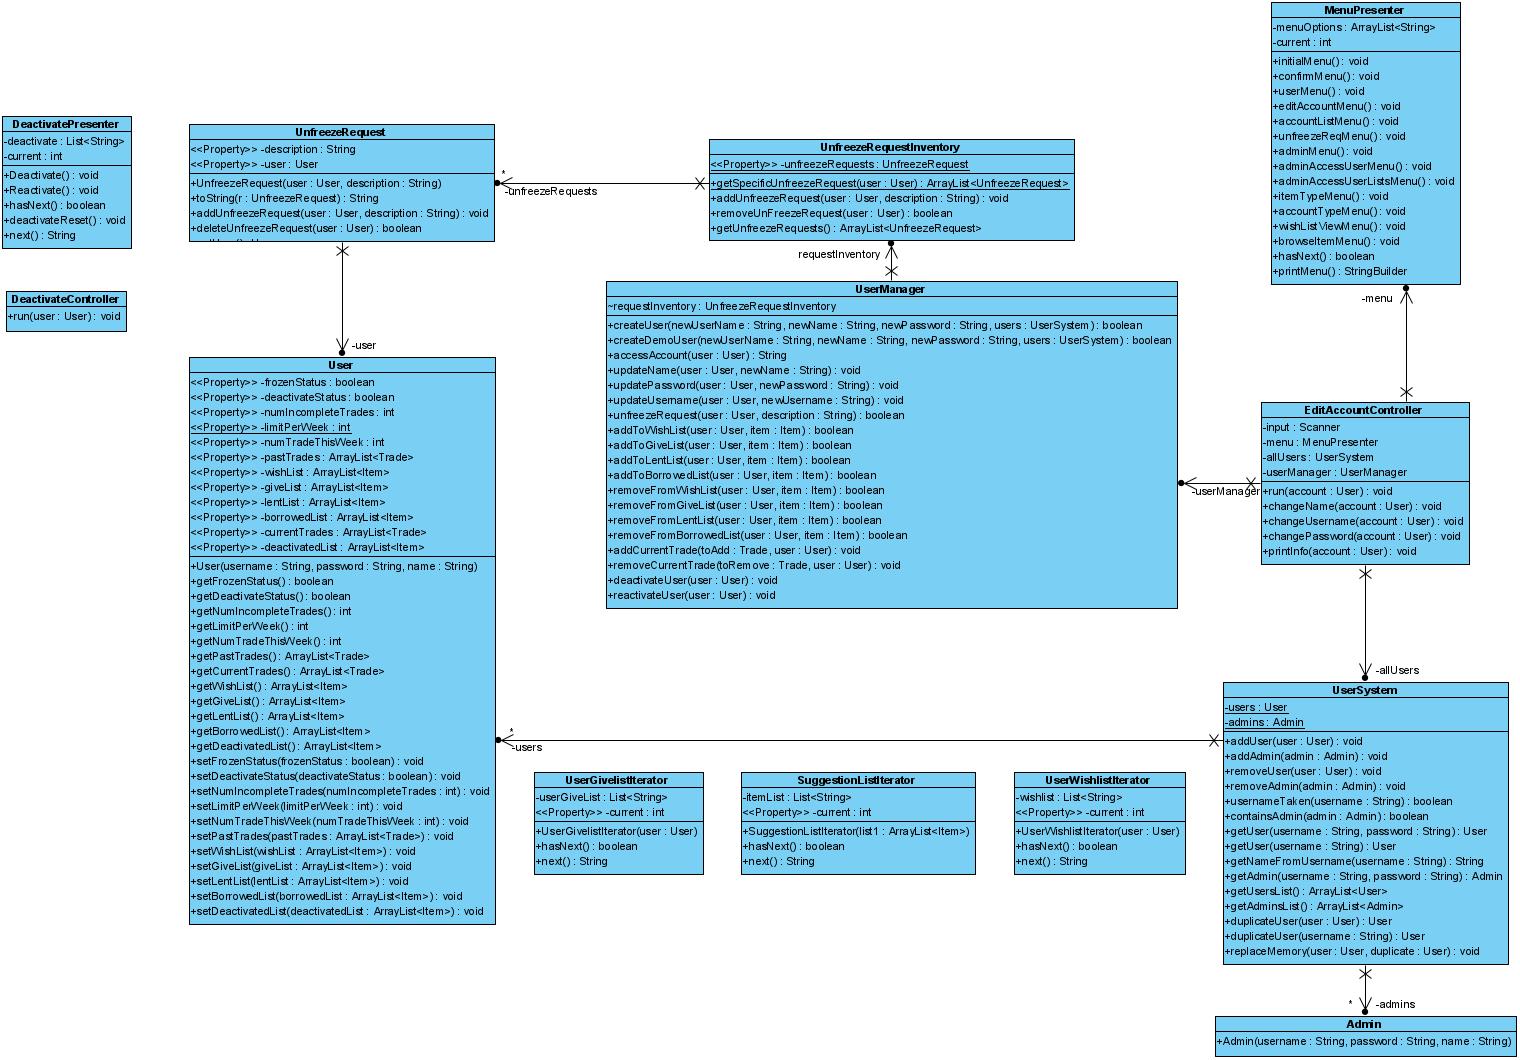 MenuPresenter
-menuOptions : ArrayList<String>
-current : int
+initialMenu() : void
+confirmMenu() : void
+userMenu() : void
+editAccountMenu() : void
+accountListMenu() : void
+unfreezeReqMenu() : void
+adminMenu() : void
+adminAccessUserMenu() : void
+adminAccessUserListsMenu() : void
+itemTypeMenu() : void
+accountTypeMenu() : void
+wishListViewMenu() : void
+browseItemMenu() : void
+hasNext() : boolean
+printMenu() : StringBuilder
DeactivatePresenter
-deactivate : List<String>
-current : int
+Deactivate() : void
+Reactivate() : void
+hasNext() : boolean
+deactivateReset() : void
+next() : String
UnfreezeRequest
<<Property>> -description : String
<<Property>> -user : User
+UnfreezeRequest(user : User, description : String)
+toString(r : UnfreezeRequest) : String
+addUnfreezeRequest(user : User, description : String) : void
+deleteUnfreezeRequest(user : User) : boolean
*
-unfreezeRequests
UnfreezeRequestInventory
<<Property>> -unfreezeRequests : UnfreezeRequest
+getSpecificUnfreezeRequest(user : User) : ArrayList<UnfreezeRequest>
+addUnfreezeRequest(user : User, description : String) : void
+removeUnFreezeRequest(user : User) : boolean
+getUnfreezeRequests() : ArrayList<UnfreezeRequest>
requestInventory
DeactivateController
+run(user : User) : void
UserManager
~requestInventory : UnfreezeRequestInventory
+createUser(newUserName : String, newName : String, newPassword : String, users : UserSystem) : boolean
+createDemoUser(newUserName : String, newName : String, newPassword : String, users : UserSystem) : boolean
+accessAccount(user : User) : String
+updateName(user : User, newName : String) : void
+updatePassword(user : User, newPassword : String) : void
+updateUsername(user : User, newUsername : String) : void
+unfreezeRequest(user : User, description : String) : boolean
+addToWishList(user : User, item : Item) : boolean
+addToGiveList(user : User, item : Item) : boolean
+addToLentList(user : User, item : Item) : boolean
+addToBorrowedList(user : User, item : Item) : boolean
+removeFromWishList(user : User, item : Item) : boolean
+removeFromGiveList(user : User, item : Item) : boolean
+removeFromLentList(user : User, item : Item) : boolean
+removeFromBorrowedList(user : User, item : Item) : boolean
+addCurrentTrade(toAdd : Trade, user : User) : void
+removeCurrentTrade(toRemove : Trade, user : User) : void
+deactivateUser(user : User) : void
+reactivateUser(user : User) : void
-menu
-user
User
<<Property>> -frozenStatus : boolean
<<Property>> -deactivateStatus : boolean
<<Property>> -numIncompleteTrades : int
<<Property>> -limitPerWeek : int
<<Property>> -numTradeThisWeek : int
<<Property>> -pastTrades : ArrayList<Trade>
<<Property>> -wishList : ArrayList<Item>
<<Property>> -giveList : ArrayList<Item>
<<Property>> -lentList : ArrayList<Item>
<<Property>> -borrowedList : ArrayList<Item>
<<Property>> -currentTrades : ArrayList<Trade>
<<Property>> -deactivatedList : ArrayList<Item>
+User(username : String, password : String, name : String)
+getFrozenStatus() : boolean
+getDeactivateStatus() : boolean
+getNumIncompleteTrades() : int
+getLimitPerWeek() : int
+getNumTradeThisWeek() : int
+getPastTrades() : ArrayList<Trade>
+getCurrentTrades() : ArrayList<Trade>
+getWishList() : ArrayList<Item>
+getGiveList() : ArrayList<Item>
+getLentList() : ArrayList<Item>
+getBorrowedList() : ArrayList<Item>
+getDeactivatedList() : ArrayList<Item>
+setFrozenStatus(frozenStatus : boolean) : void
+setDeactivateStatus(deactivateStatus : boolean) : void
+setNumIncompleteTrades(numIncompleteTrades : int) : void
+setLimitPerWeek(limitPerWeek : int) : void
+setNumTradeThisWeek(numTradeThisWeek : int) : void
+setPastTrades(pastTrades : ArrayList<Trade>) : void
+setWishList(wishList : ArrayList<Item>) : void
+setGiveList(giveList : ArrayList<Item>) : void
+setLentList(lentList : ArrayList<Item>) : void
+setBorrowedList(borrowedList : ArrayList<Item>) : void
+setDeactivatedList(deactivatedList : ArrayList<Item>) : void
EditAccountController
-input : Scanner
-menu : MenuPresenter
-allUsers : UserSystem
-userManager : UserManager
+run(account : User) : void
+changeName(account : User) : void
+changeUsername(account : User) : void
+changePassword(account : User) : void
+printInfo(account : User) : void
-userManager
-allUsers
UserSystem
-users : User
-admins : Admin
+addUser(user : User) : void
+addAdmin(admin : Admin) : void
+removeUser(user : User) : void
+removeAdmin(admin : Admin) : void
+usernameTaken(username : String) : boolean
+containsAdmin(admin : Admin) : boolean
+getUser(username : String, password : String) : User
+getUser(username : String) : User
+getNameFromUsername(username : String) : String
+getAdmin(username : String, password : String) : Admin
+getUsersList() : ArrayList<User>
+getAdminsList() : ArrayList<Admin>
+duplicateUser(user : User) : User
+duplicateUser(username : String) : User
+replaceMemory(user : User, duplicate : User) : void
*
-users
UserGivelistIterator
-userGiveList : List<String>
<<Property>> -current : int
+UserGivelistIterator(user : User)
+hasNext() : boolean
+next() : String
SuggestionListIterator
-itemList : List<String>
<<Property>> -current : int
+SuggestionListIterator(list1 : ArrayList<Item>)
+hasNext() : boolean
+next() : String
UserWishlistIterator
-wishlist : List<String>
<<Property>> -current : int
+UserWishlistIterator(user : User)
+hasNext() : boolean
+next() : String
*
-admins
Admin
+Admin(username : String, password : String, name : String)